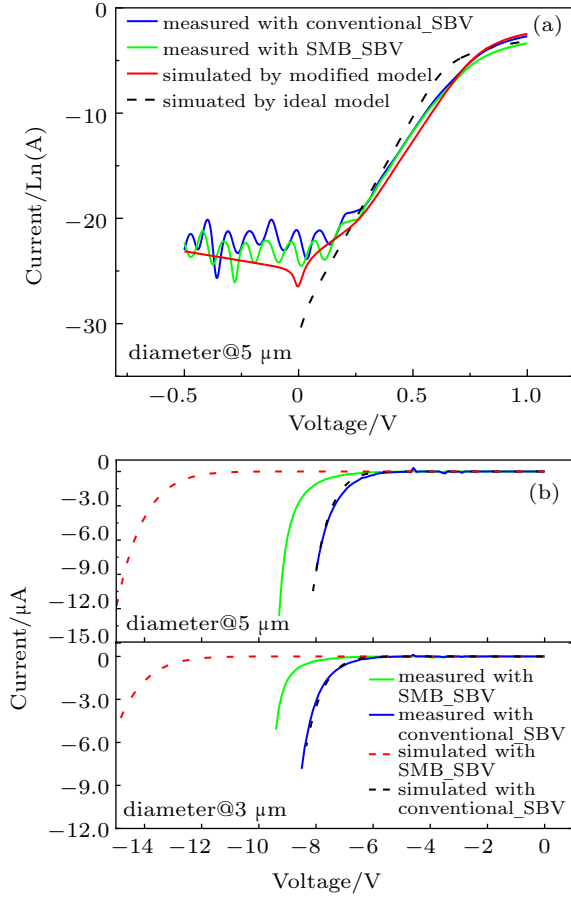 0
measured with conventional_SBV
(a)
measured with SMB_SBV
simulated by modified model
−10
simuated by ideal model
−20
−30
diameter@5 µm
Current/Ln(A)
−0.5
0
0.5
1.0
Voltage/V
0
(b)
−3.0
−6.0
−9.0
−12.0
diameter@5 µm
−15.0
0
measured with
SMB_SBV
−3.0
measured with
conventional_SBV
−6.0
simulated with
SMB_SBV
−9.0
simulated with
conventional_SBV
diameter@3 µm
−12.0
Current/µA
−14
−12
−10
−8
−6
−4
−2
0
Voltage/V